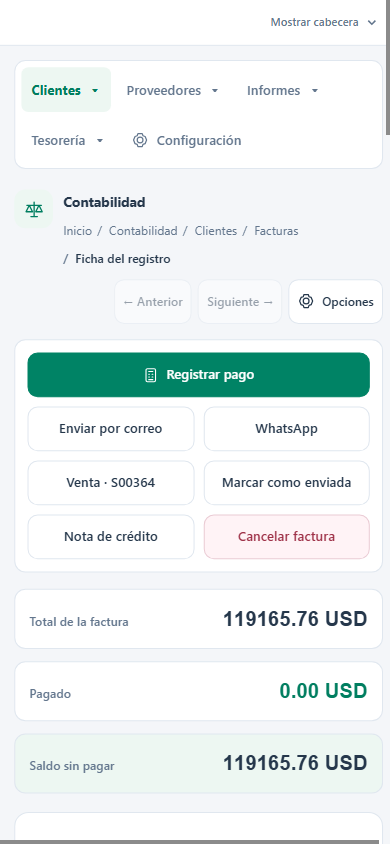 Mostrar cabecera
Clientes
Proveedores
Informes
Tesorería
Configuración
Contabilidad
Inicio / Contabilidad / Clientes / Facturas
/ Ficha del registro
← Anterior
Siguiente →
Opciones
Registrar pago
Enviar por correo
WhatsApp
Venta · S00364
Marcar como enviada
Nota de crédito
Cancelar factura
Total de la factura
119165.76 USD
Pagado
0.00 USD
Saldo sin pagar
119165.76 USD